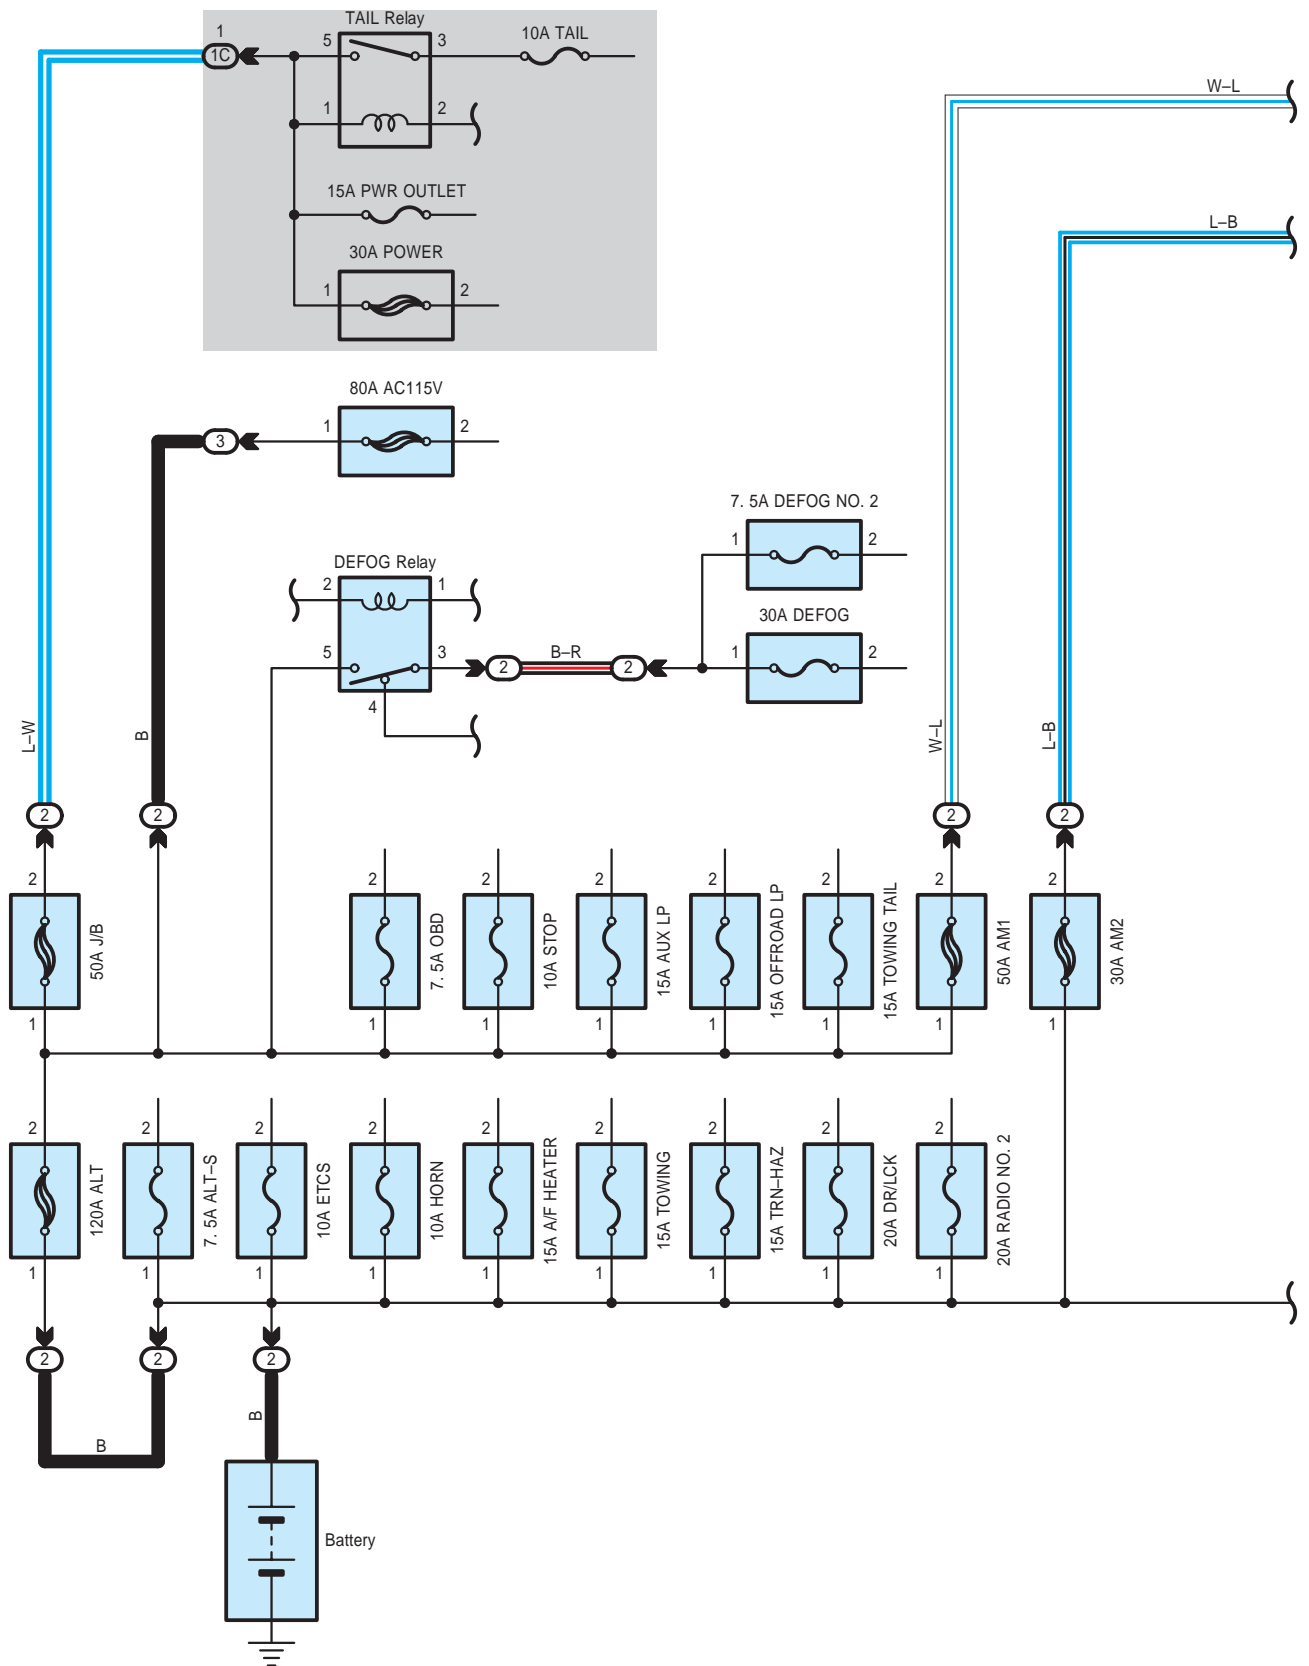 1
TAIL Relay
10A TAIL
1C
5
3
1
2
15A PWR OUTLET
30A POWER
1
2
W–L
L–B
80A AC115V
3
1
2
7. 5A DEFOG NO. 2
1
2
DEFOG Relay
2
1
5
3
4
2
B–R
2
30A DEFOG
1
2
L–W
B
W–L
L–B
2
2
2
2
2
50A J/B
1
2
7. 5A OBD
1
2
10A STOP
1
2
15A AUX LP
1
2
15A OFFROAD LP
1
2
15A TOWING TAIL
1
2
50A AM1
1
2
30A AM2
1
2
120A ALT
1
2
7. 5A ALT–S
1
2
10A ETCS
1
2
10A HORN
1
2
15A A/F HEATER
1
2
15A TOWING
1
2
15A TRN–HAZ
1
2
20A DR/LCK
1
2
20A RADIO NO. 2
1
2
2
2
B
B
Battery